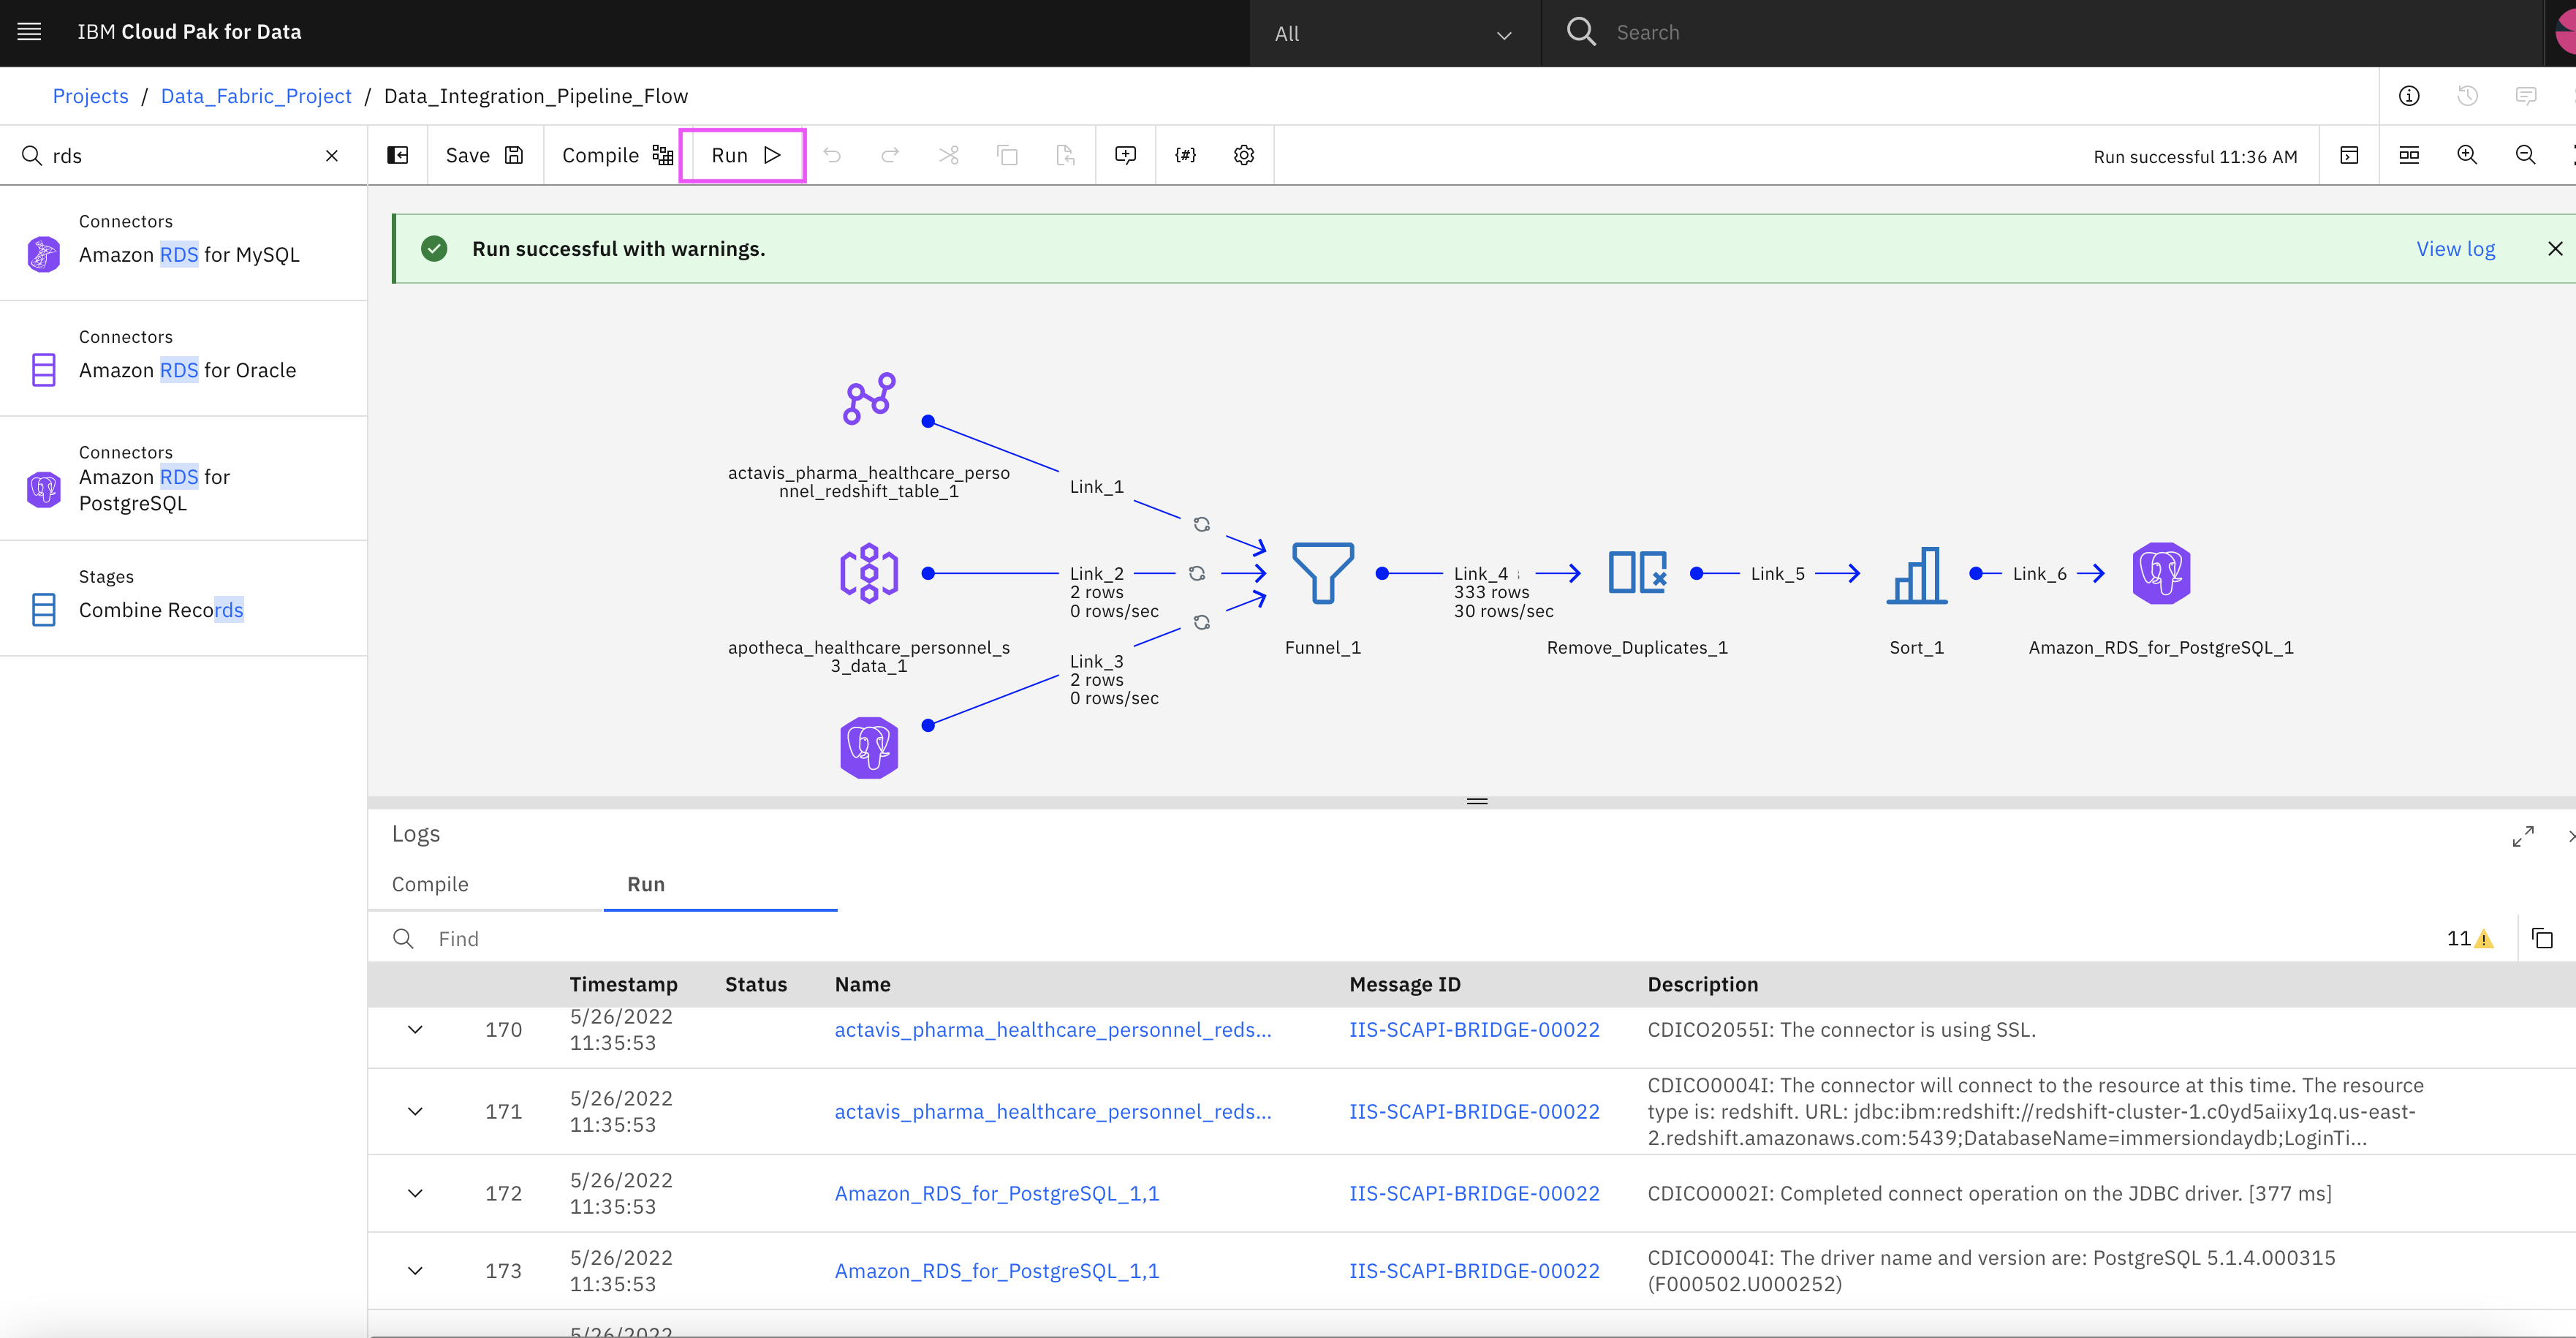 IBM Cloud Pak for Data
All
Search
Projects / Data_Fabric_Project / Data_Integration_Pipeline_Flow
rds
Save
Compile
Run
{#}
Run successful 11:36 AM
Connectors
Amazon RDS for MySQL
Connectors
Amazon RDS for Oracle
Connectors
Amazon RDS for
PostgreSQL
Stages
Combine Records
Run successful with warnings.
View log
actavis_pharma_healthcare_perso
nnel_redshift_table_1
Link_1
apotheca_healthcare_personnel_s
3_data_1
Link_2
2 rows
0 rows/sec
Link_3
2 rows
0 rows/sec
Funnel_1
Link_4
333 rows
30 rows/sec
Remove_Duplicates_1
Link_5
Sort_1
Link_6
Amazon_RDS_for_PostgreSQL_1
Logs
Compile
Run
Find
11
Timestamp Status Name Message ID Description
170 5/26/2022
11:35:53
actavis_pharma_healthcare_personnel_reds...
IIS-SCAPI-BRIDGE-00022
CDICO2055I: The connector is using SSL.
171 5/26/2022
11:35:53
actavis_pharma_healthcare_personnel_reds...
IIS-SCAPI-BRIDGE-00022
CDICO0004I: The connector will connect to the resource at this time. The resource
type is: redshift. URL: jdbc:ibm:redshift://redshift-cluster-1.c0yd5aiixy1q.us-east-
2.redshift.amazonaws.com:5439;DatabaseName=immersiondaydb;LoginTi...
172 5/26/2022
11:35:53
Amazon_RDS_for_PostgreSQL_1,1
IIS-SCAPI-BRIDGE-00022
CDICO0002I: Completed connect operation on the JDBC driver. [377 ms]
173 5/26/2022
11:35:53
Amazon_RDS_for_PostgreSQL_1,1
IIS-SCAPI-BRIDGE-00022
CDICO0004I: The driver name and version are: PostgreSQL 5.1.4.000315
(F000502.U000252)
5/26/2022